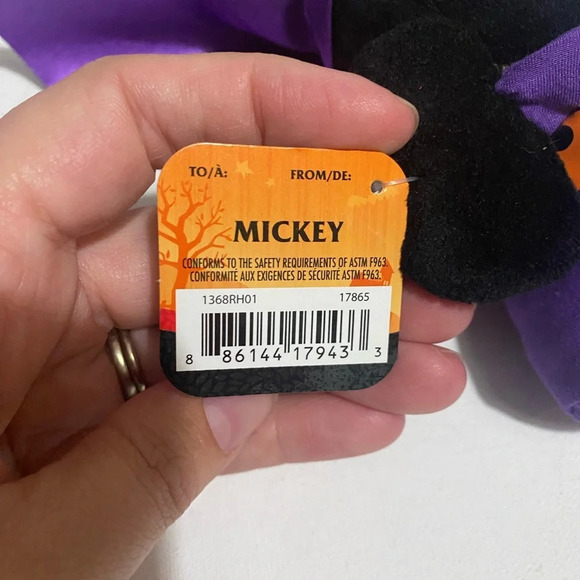 TO/À: FROM/DE:
MICKEY
CONFORMS TO THE SAFETY REQUIREMENTS OF ASTM F963.
CONFORMITE AUX EXIGENCES DE SÉCURITÉ ASTM F963.
1368RH01 17865
8 86144 17943 3